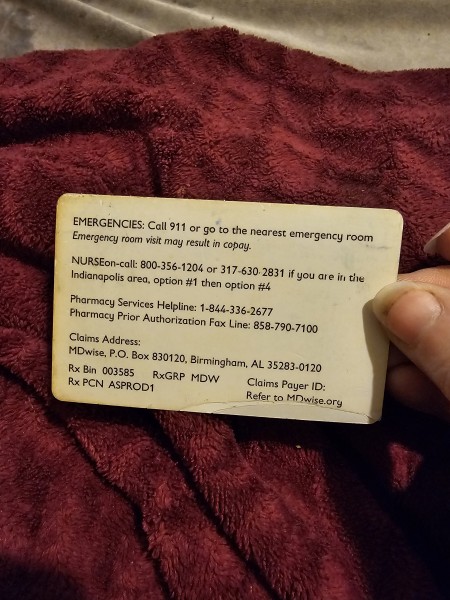 EMERGENCIES: Call 911 or go to the nearest emergency room
Emergency room visit may result in copay.
NURSEon-call: 800-356-1204 or 317-630-2831 if you are in the
Indianapolis area, option #1 then option #4
Pharmacy Services Helpline: 1-844-336-2677
Pharmacy Prior Authorization Fax Line: 858-790-7100
Claims Address:
MDwise, P.O. Box 830120, Birmingham, AL 35283-0120
Rx Bin 003585 RxGRP MDW
Rx PCN ASPROD1
Claims Payer ID:
Refer to MDwise.org